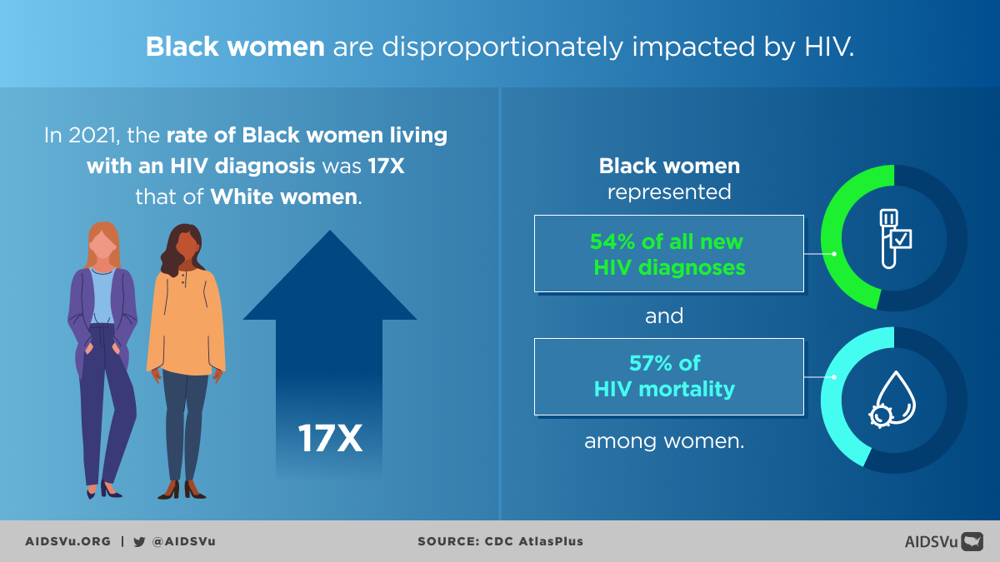 Black women are disproportionately impacted by HIV.
In 2021, the rate of Black women living
with an HIV diagnosis was 17X
that of White women.
17X
Black women
represented
54% of all new
HIV diagnoses
and
57% of
HIV mortality
among women.
AIDSVu.ORG | @AIDSVu
SOURCE: CDC AtlasPlus
AIDSVu